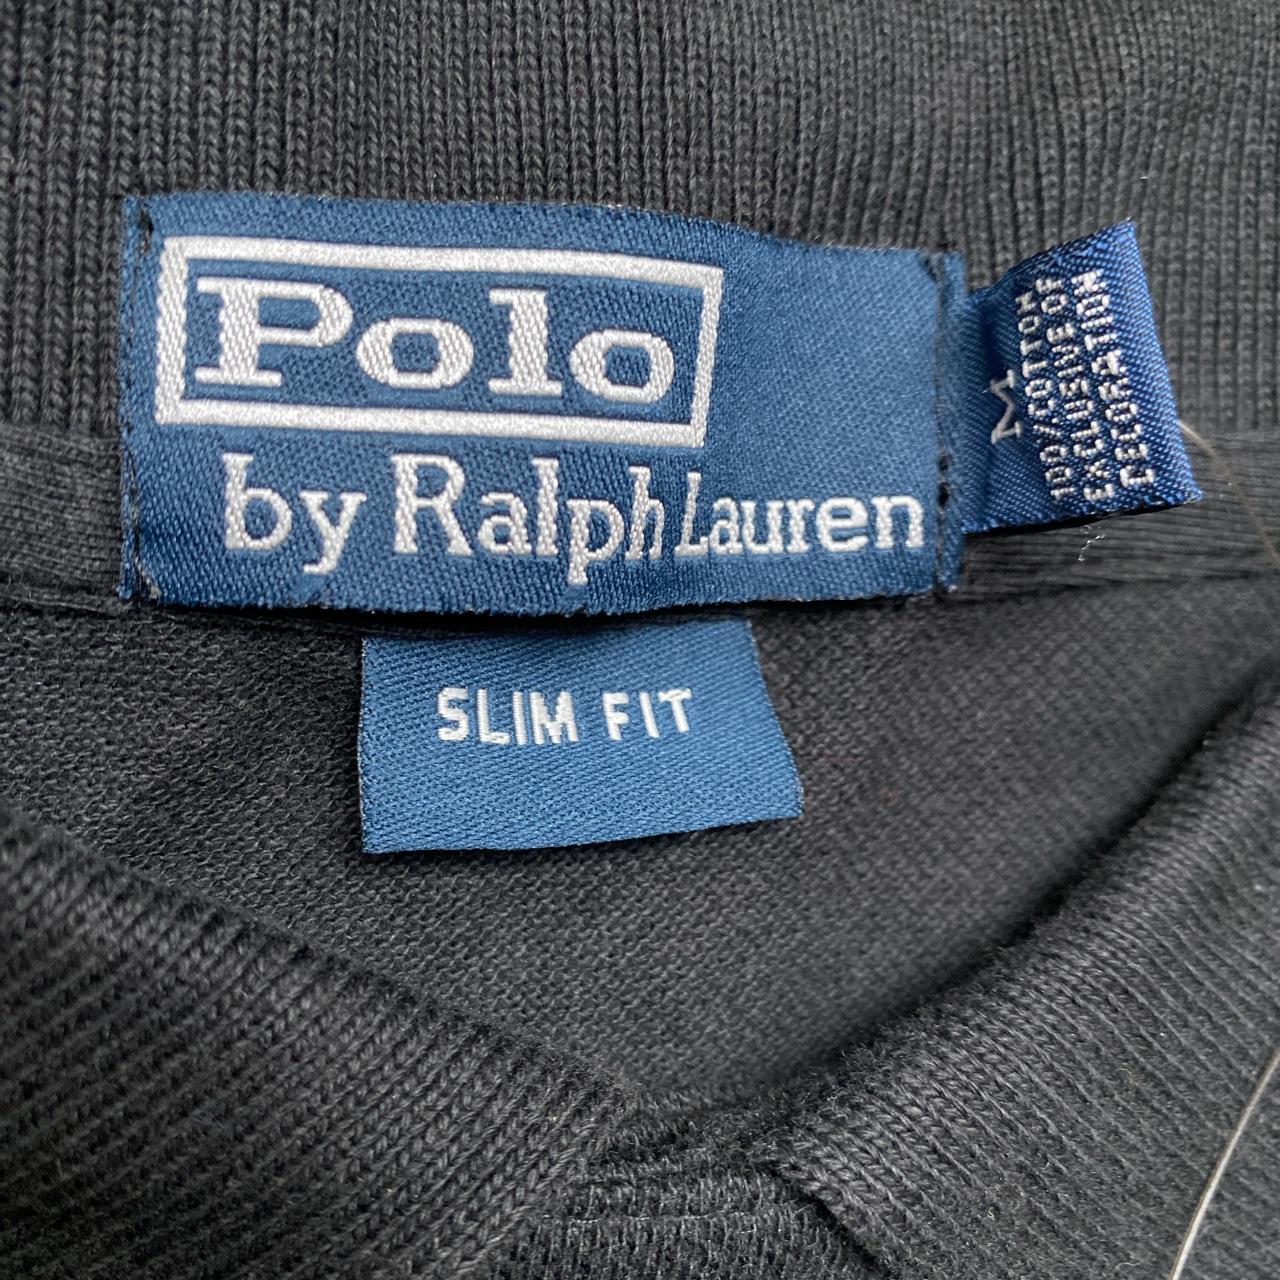 Polo
by Ralph Lauren
M
100% COTTON
EXCLUSIVE OF
DECORATION
SLIM FIT